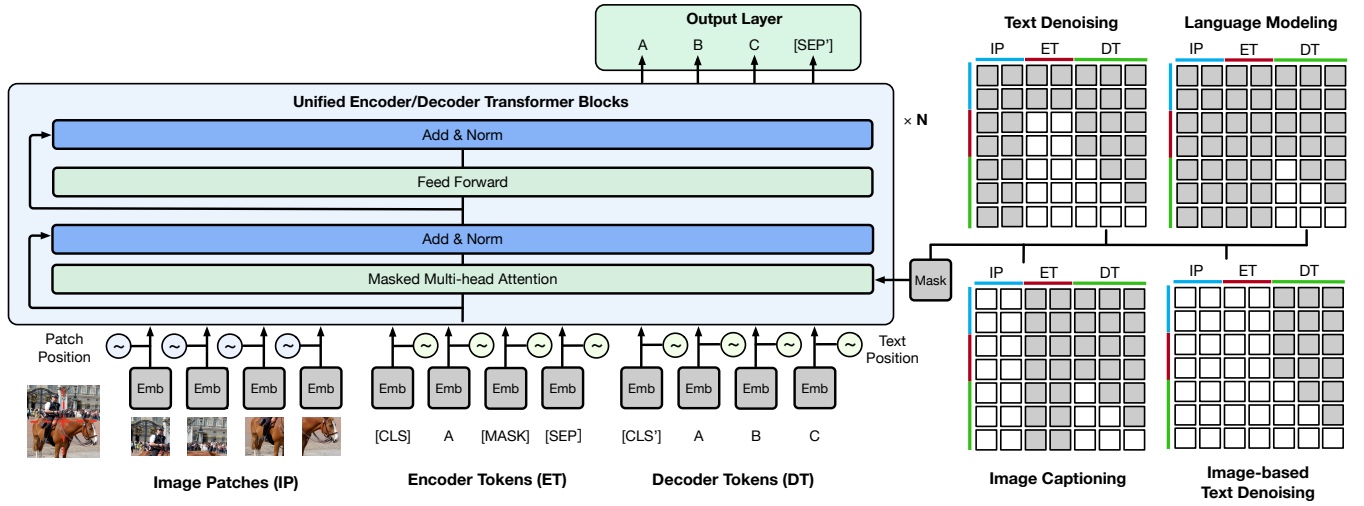 Output Layer
A B C [SEP']
Unified Encoder/Decoder Transformer Blocks
Add & Norm
Feed Forward
Add & Norm
Masked Multi-head Attention
× N
Mask
Patch
Position
~ ~ ~ ~ ~ ~ ~ ~ ~ ~ ~ ~
Text
Position
Emb Emb Emb Emb Emb Emb Emb Emb Emb Emb Emb Emb
[CLS] A [MASK] [SEP] [CLS'] A B C
Image Patches (IP)
Encoder Tokens (ET)
Decoder Tokens (DT)
Text Denoising
IP ET DT
Language Modeling
IP ET DT
IP ET DT
Image Captioning
IP ET DT
Image-based
Text Denoising